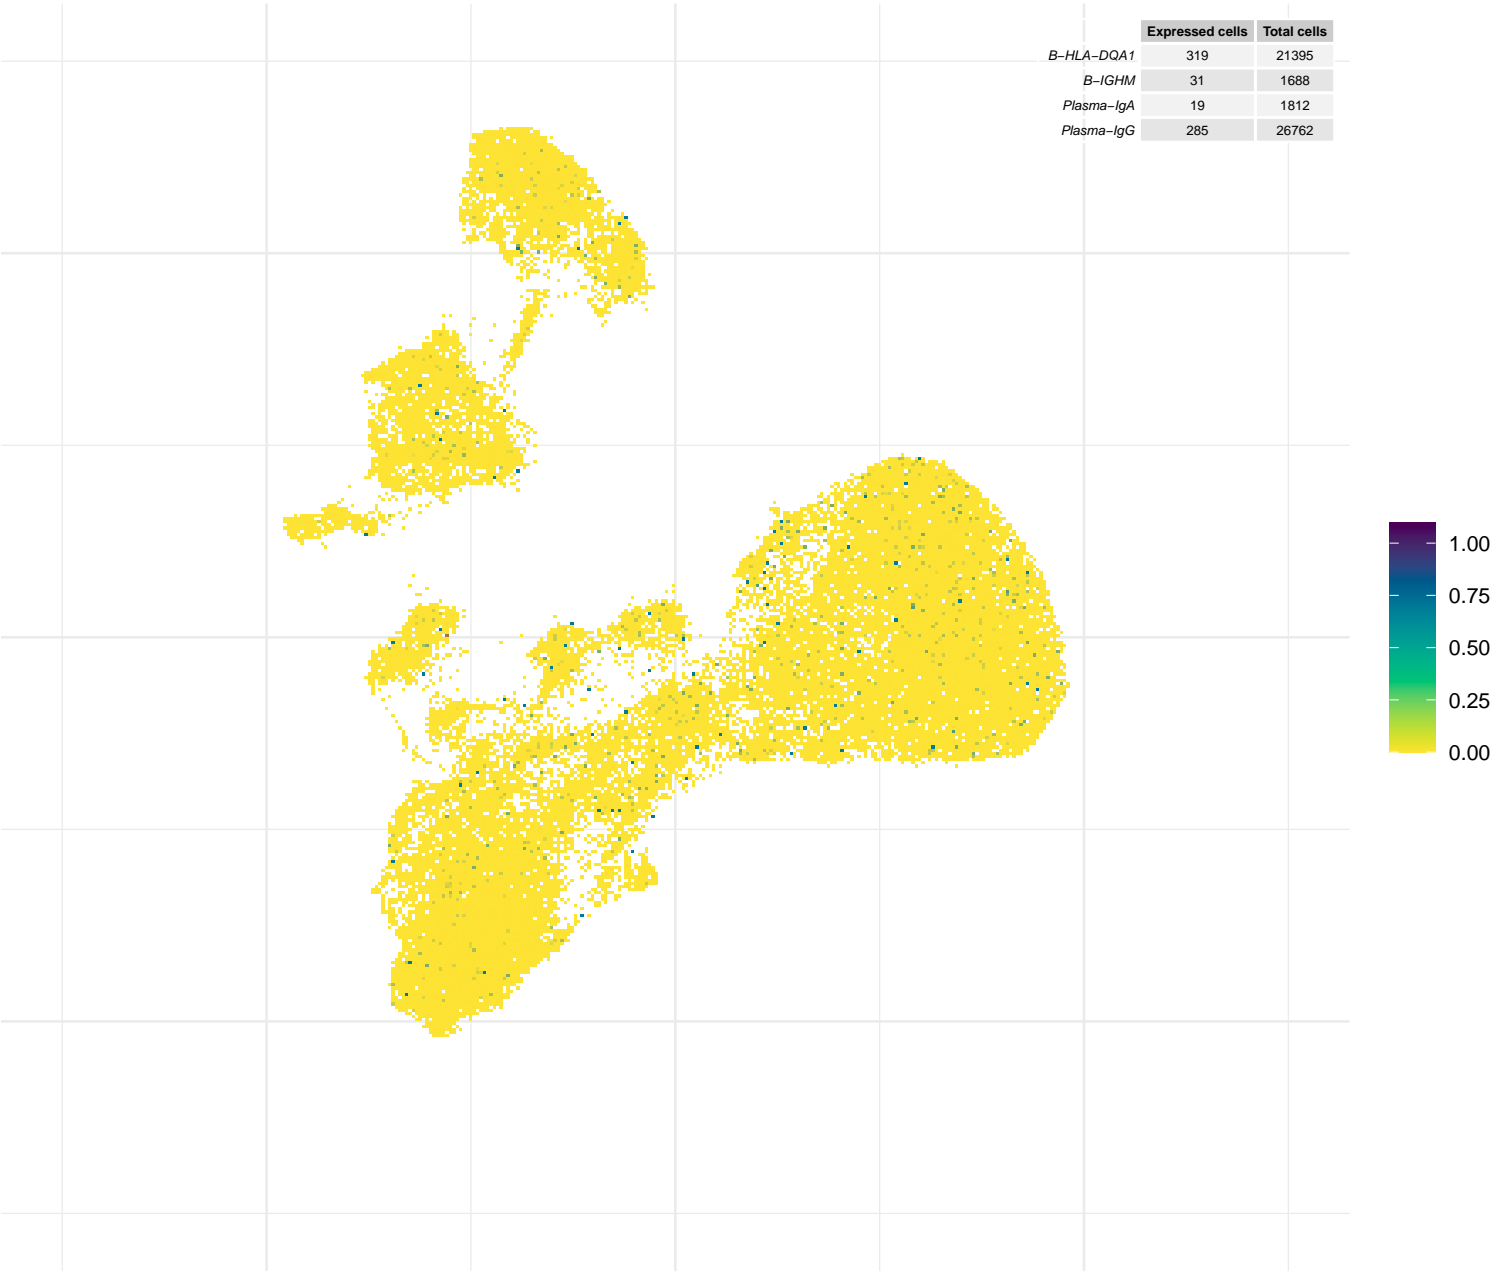 Expressed cells Total cells
B−HLA−DQA1 319 21395
B−IGHM 31 1688
Plasma−IgA 19 1812
Plasma−IgG 285 26762
1.00
0.75
0.50
0.25
0.00